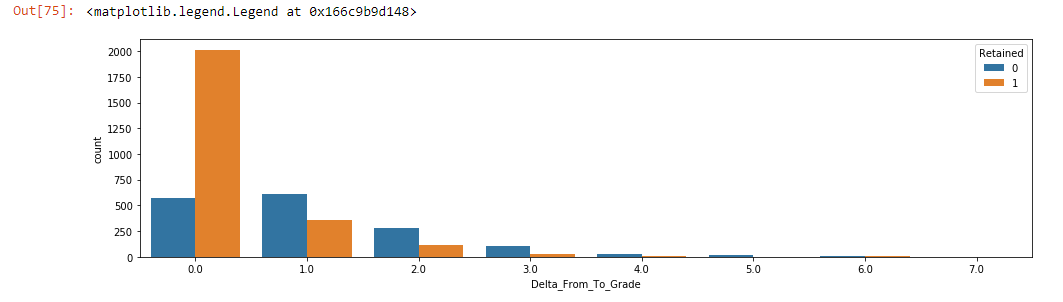 Out[75]: <matplotlib.legend.Legend at 0x166c9b9d148>
Retained
0
1
2000
1750
1500
1250
1000
750
500
250
0
count
0.0 1.0 2.0 3.0 4.0 5.0 6.0 7.0
Delta_From_To_Grade